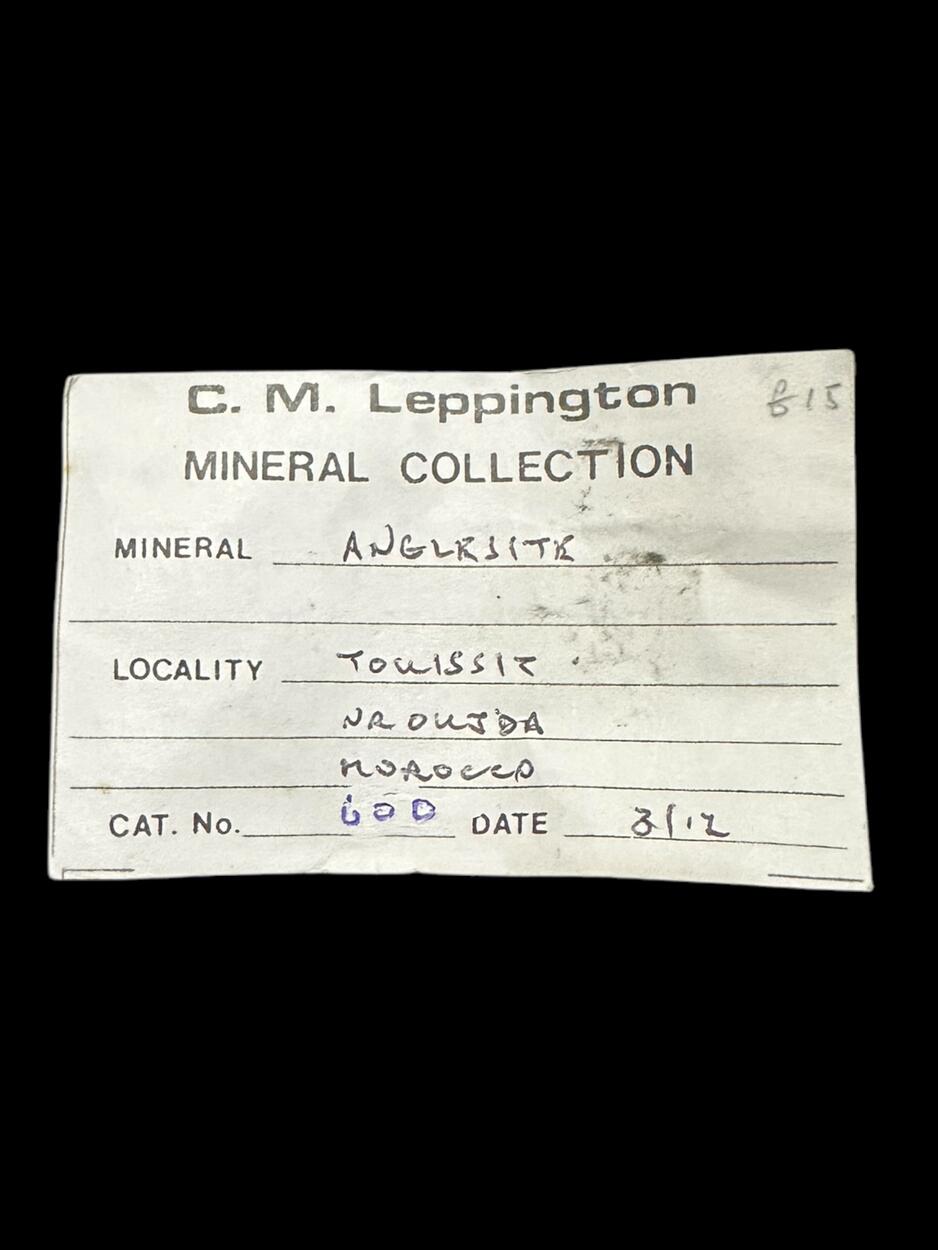 C. M. Leppington
£15
MINERAL COLLECTION
MINERAL ANGLESITE
LOCALITY TOUISSIT
NR OUJDA
MOROCCO
CAT. No. 600 DATE 3/12